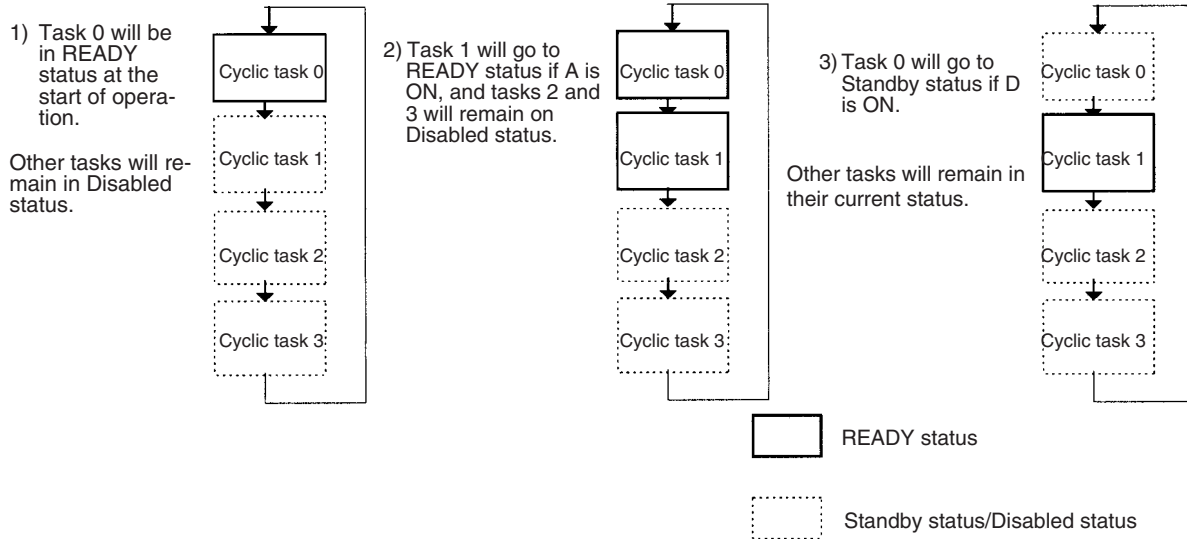 1) Task 0 will be
in READY
status at the
start of opera-
tion.
Other tasks will re-
main in Disabled
status.
Cyclic task 0
Cyclic task 1
Cyclic task 2
Cyclic task 3
2) Task 1 will go to
READY status if A is
ON, and tasks 2 and
3 will remain on
Disabled status.
Cyclic task 0
Cyclic task 1
Cyclic task 2
Cyclic task 3
3) Task 0 will go to
Standby status if D
is ON.
Other tasks will remain in
their current status.
Cyclic task 0
Cyclic task 1
Cyclic task 2
Cyclic task 3
READY status
Standby status/Disabled status